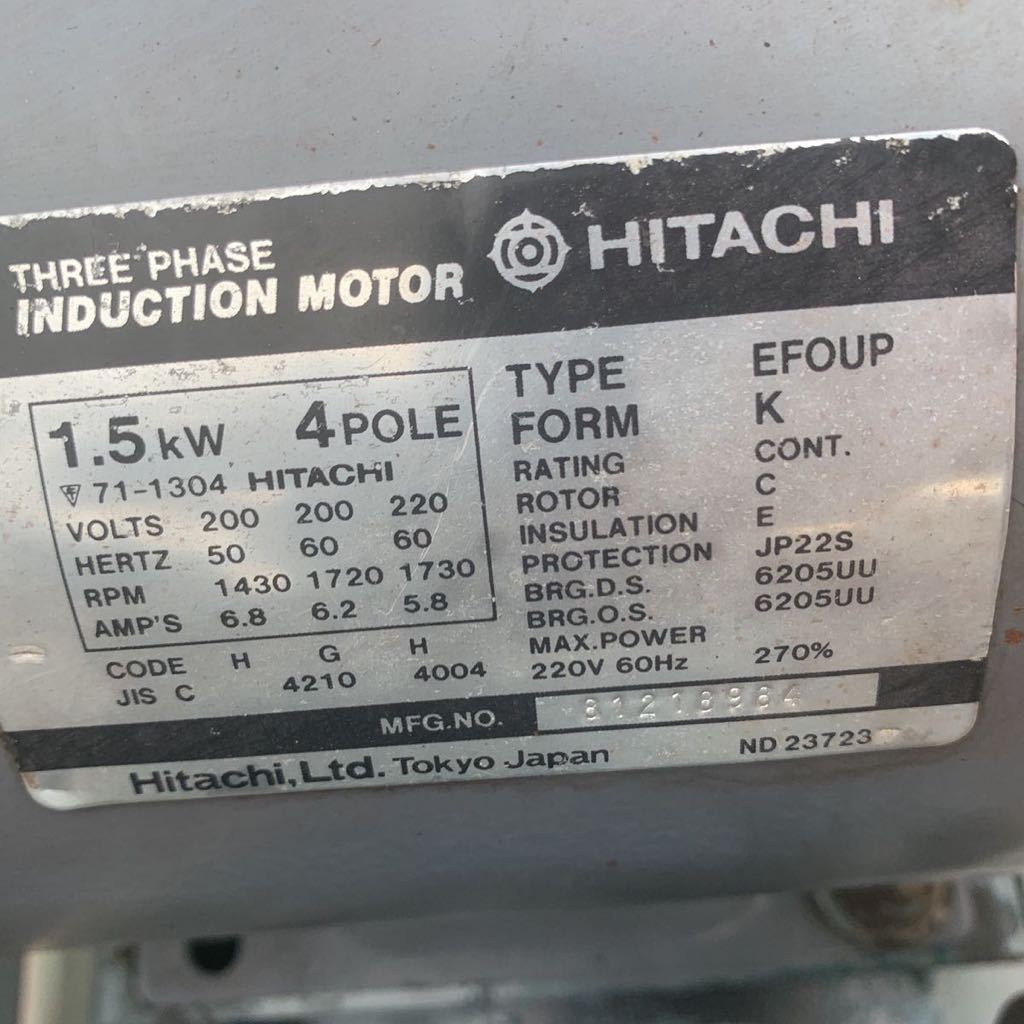 THREE PHASE
INDUCTION MOTOR
HITACHI
1.5 kW 4 POLE
71-1304 HITACHI
VOLTS 200 200 220
HERTZ 50 60 60
RPM 1430 1720 1730
AMP'S 6.8 6.2 5.8
CODE H G H
JIS C 4210 4004
TYPE EFOUP
FORM K
RATING CONT.
ROTOR C
INSULATION E
PROTECTION JP22S
BRG.D.S. 6205UU
BRG.O.S. 6205UU
MAX.POWER
220V 60Hz 270%
MFG.NO. 81218984
Hitachi, Ltd. Tokyo Japan ND 23723